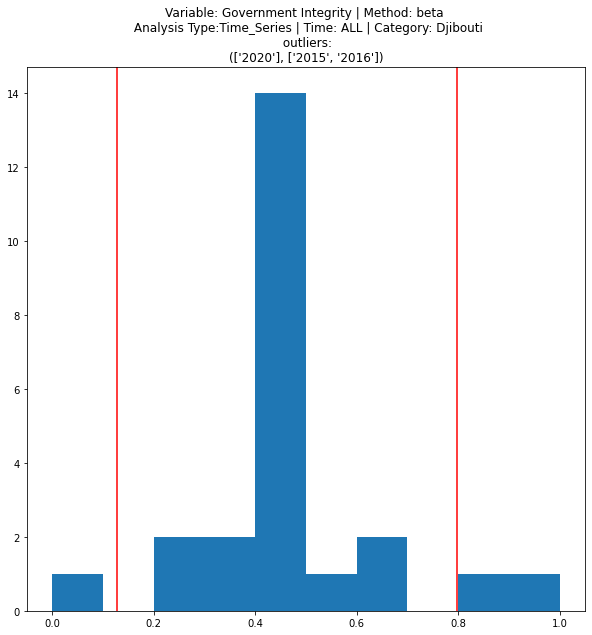 Variable: Government Integrity | Method: beta
Analysis Type:Time_Series | Time: ALL | Category: Djibouti
outliers:
(['2020'], ['2015', '2016'])
14
12
10
8
6
4
2
0
0.0 0.2 0.4 0.6 0.8 1.0